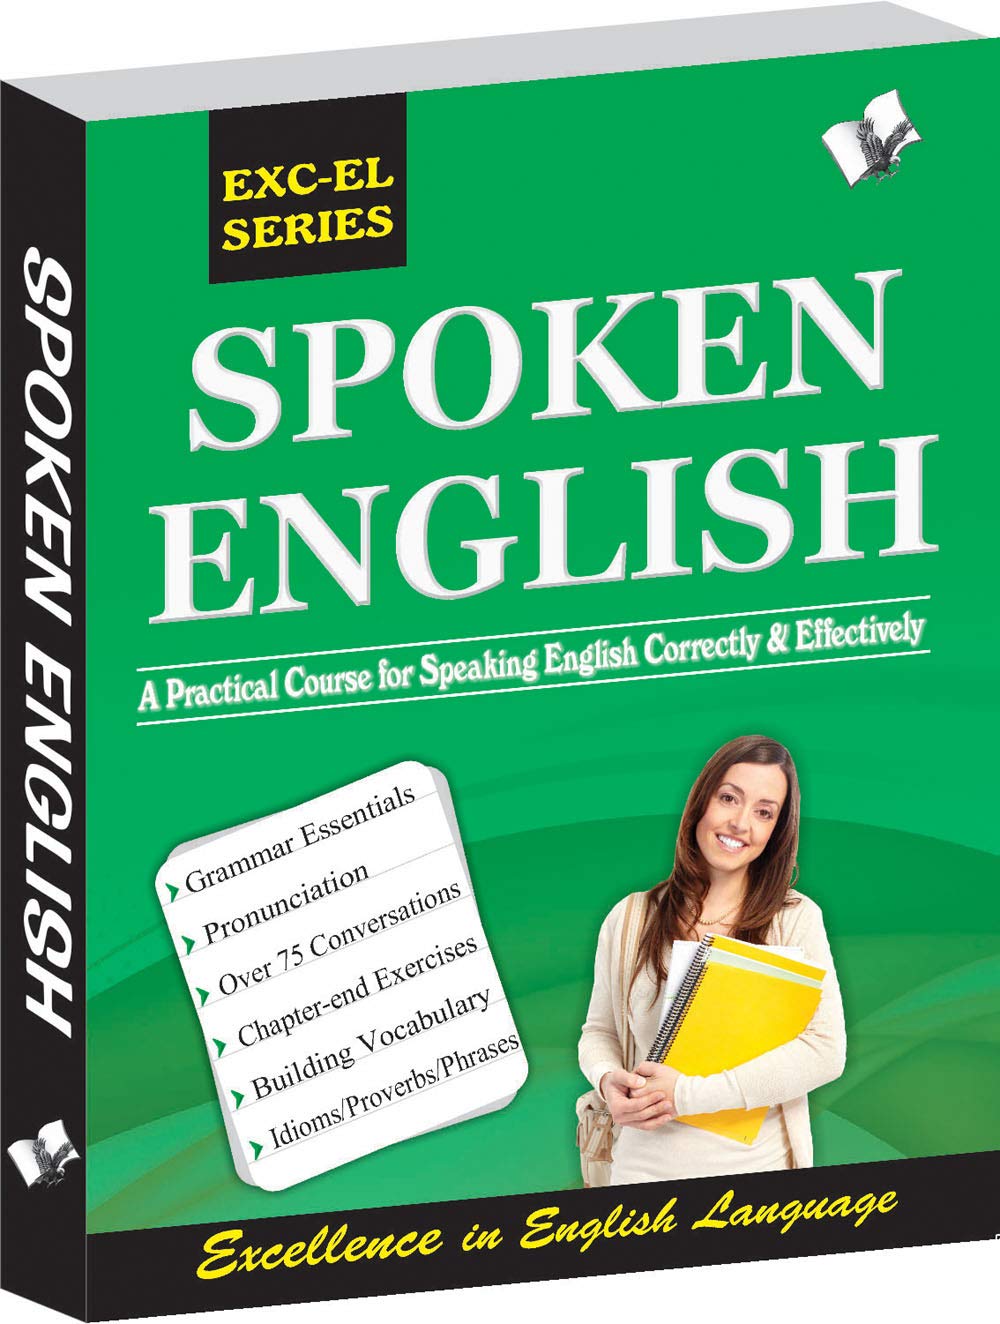 EXC-EL
SERIES
SPOKEN
ENGLISH
A Practical Course for Speaking English Correctly & Effectively
Grammar Essentials
Pronunciation
Over 75 Conversations
Chapter-end Exercises
Building Vocabulary
Idioms/Proverbs/Phrases
Excellence in English Language
SPOKEN ENGLISH